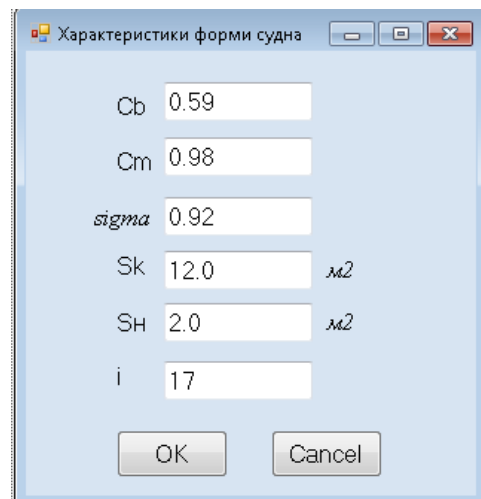 Характеристики форми судна
Cb 0.59
Cm 0.98
sigma 0.92
Sk 12.0 м2
Sн 2.0 м2
i 17
OK Cancel